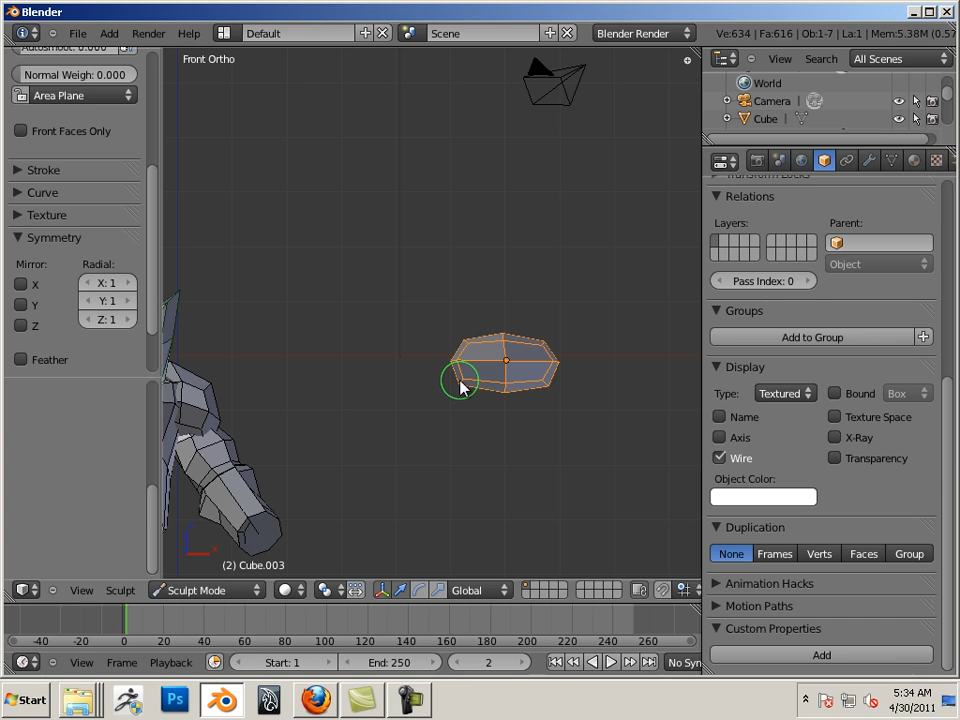 Blender
File Add Render Help Default Scene Blender Render Ve:634 | Fa:616 | Ob:1-7 | La:1 | Mem:5.38M (0.57
Autosmooth: 0.000
Normal Weigh: 0.000
Area Plane
Front Faces Only
Stroke
Curve
Texture
Symmetry
Mirror: Radial:
X X: 1
Y Y: 1
Z Z: 1
Feather
Front Ortho
(2) Cube.003
View Search All Scenes
World
Camera |
Cube |
Transform Locks
Relations
Layers: Parent:
Object
Pass Index: 0
Groups
Add to Group
Display
Type: Textured Bound Box
Name Texture Space
Axis X-Ray
Wire Transparency
Object Color:
Duplication
None Frames Verts Faces Group
Animation Hacks
Motion Paths
Custom Properties
Add
View Sculpt Sculpt Mode Global
-40 -20 0 20 40 60 80 100 120 140 160 180 200 220 240 260
View Frame Playback Start: 1 End: 250 2 No Syn
Start Ps 5:34 AM
4/30/2011